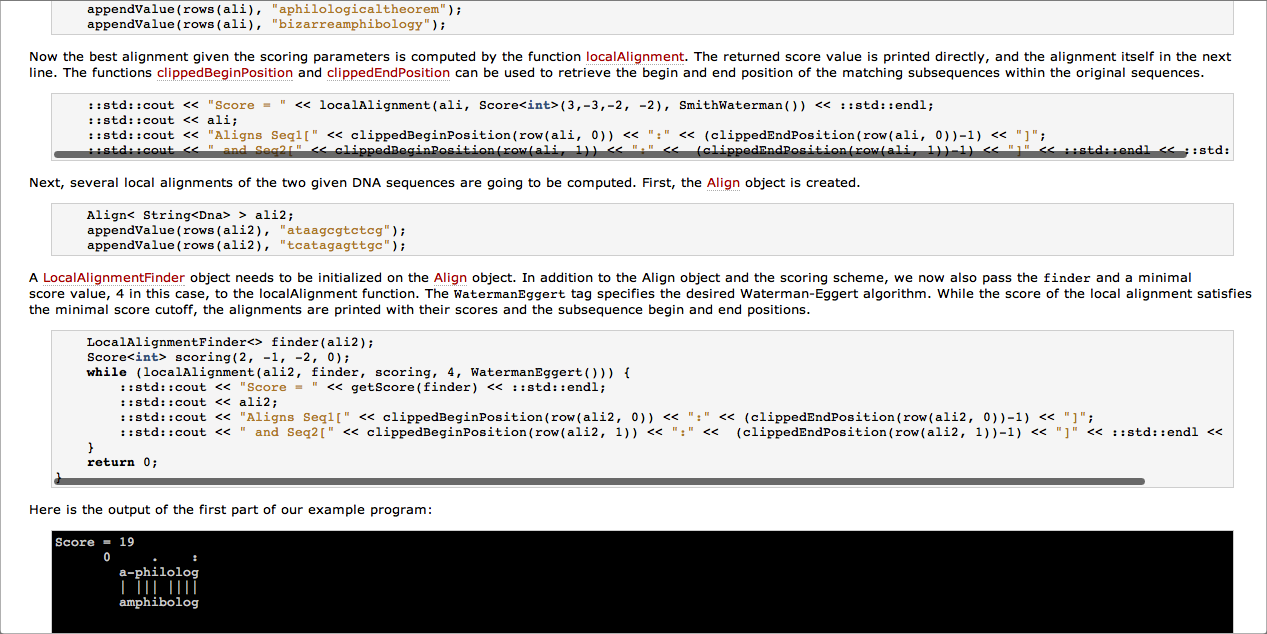 appendValue(rows(ali), "aphilologicaltheorem");
appendValue(rows(ali), "bizarreamphibology");
Now the best alignment given the scoring parameters is computed by the function localAlignment. The returned score value is printed directly, and the alignment itself in the next
line. The functions clippedBeginPosition and clippedEndPosition can be used to retrieve the begin and end position of the matching subsequences within the original sequences.
::std::cout << "Score = " << localAlignment(ali, Score<int>(3,-3,-2, -2), SmithWaterman()) << ::std::endl;
::std::cout << ali;
::std::cout << "Aligns Seq1[" << clippedBeginPosition(row(ali, 0)) << ":" << (clippedEndPosition(row(ali, 0))-1) << "]";
::std::cout << " and Seq2[" << clippedBeginPosition(row(ali, 1)) << ":" <<  (clippedEndPosition(row(ali, 1))-1) << "]" << ::std::endl << ::std:
Next, several local alignments of the two given DNA sequences are going to be computed. First, the Align object is created.
Align< String<Dna> > ali2;
appendValue(rows(ali2), "ataagcgtctcg");
appendValue(rows(ali2), "tcatagagttgc");
A LocalAlignmentFinder object needs to be initialized on the Align object. In addition to the Align object and the scoring scheme, we now also pass the finder and a minimal
score value, 4 in this case, to the localAlignment function. The WatermanEggert tag specifies the desired Waterman-Eggert algorithm. While the score of the local alignment satisfies
the minimal score cutoff, the alignments are printed with their scores and the subsequence begin and end positions.
LocalAlignmentFinder<> finder(ali2);
Score<int> scoring(2, -1, -2, 0);
while (localAlignment(ali2, finder, scoring, 4, WatermanEggert())) {
::std::cout << "Score = " << getScore(finder) << ::std::endl;
::std::cout << ali2;
::std::cout << "Aligns Seq1[" << clippedBeginPosition(row(ali2, 0)) << ":" << (clippedEndPosition(row(ali2, 0))-1) << "]";
::std::cout << " and Seq2[" << clippedBeginPosition(row(ali2, 1)) << ":" <<  (clippedEndPosition(row(ali2, 1))-1) << "]" << ::std::endl <<
}
return 0;
}
Here is the output of the first part of our example program:
Score = 19
0     .    :
a-philolog
| ||| ||||
amphibolog